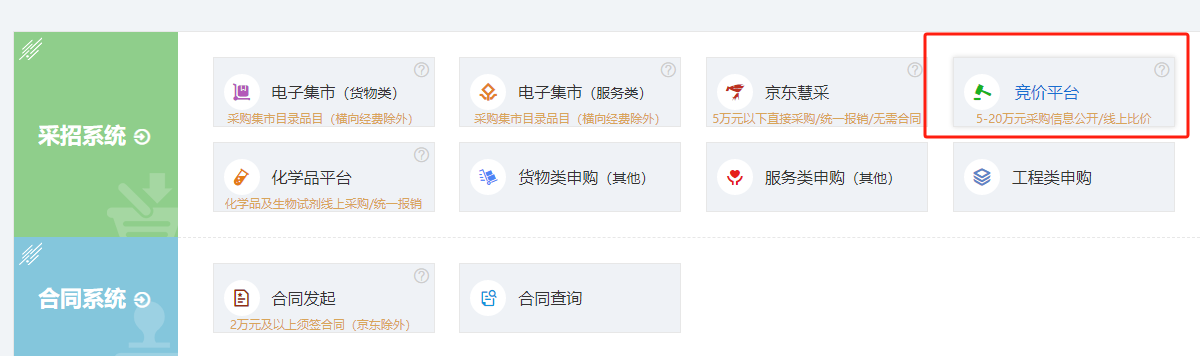 电子集市（货物类）
采购集市目录品目（横向经费除外）
电子集市（服务类）
采购集市目录品目（横向经费除外）
京东慧采
5万元以下直接采购/统一报销/无需合同
竞价平台
5-20万元采购信息公开/线上比价
采招系统
化学品平台
化学品及生物试剂线上采购/统一报销
货物类申购（其他）
服务类申购（其他）
工程类申购
合同系统
合同发起
2万元及以上须签合同（京东除外）
合同查询